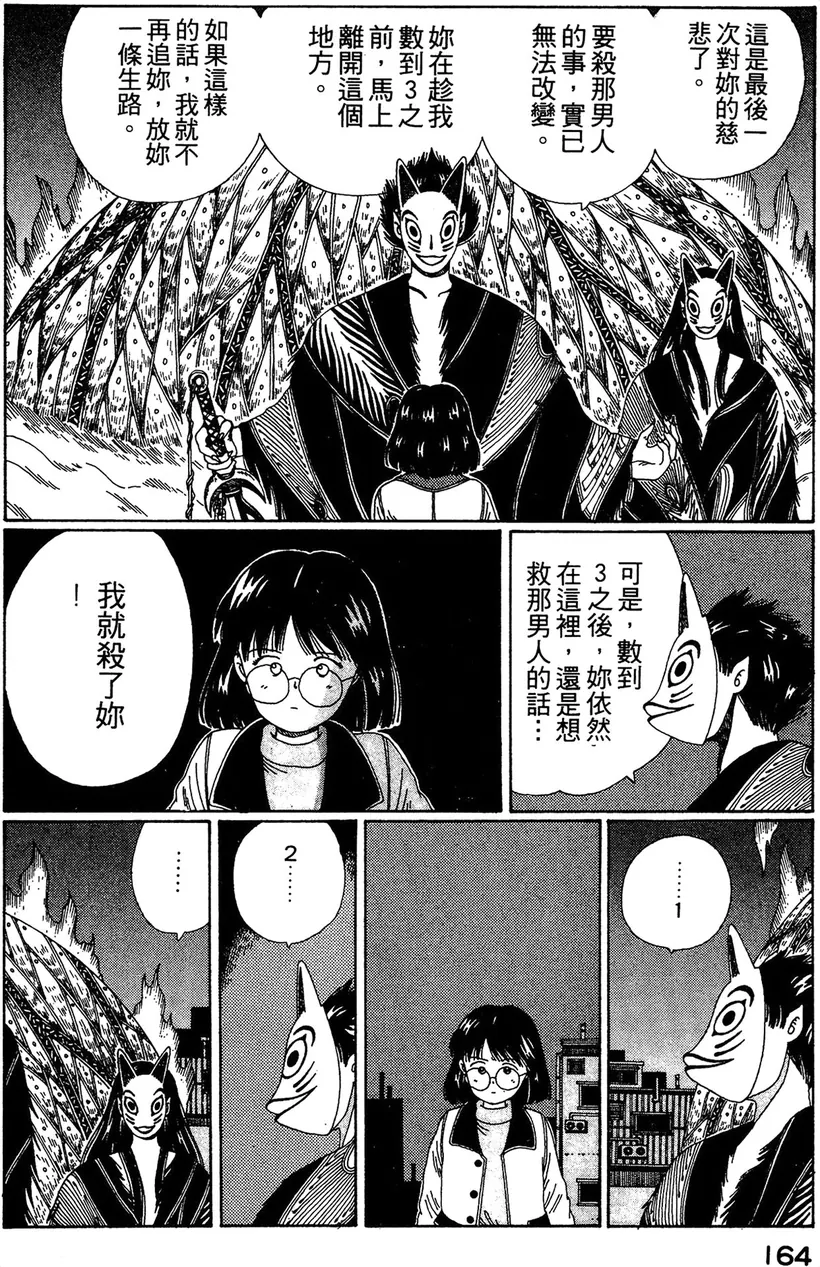 這是最後一
次對妳的慈
悲了。
要殺那男人
的事，實已
無法改變。
妳在趁我
數到3之
前，馬上
離開這個
地方。
如果這樣
的話，我就不
再追妳，放妳
一條生路。
可是，數到
3之後，妳依然
在這裡，還是想
救那男人的話…
我就殺了妳
！
……1
2……
……
164